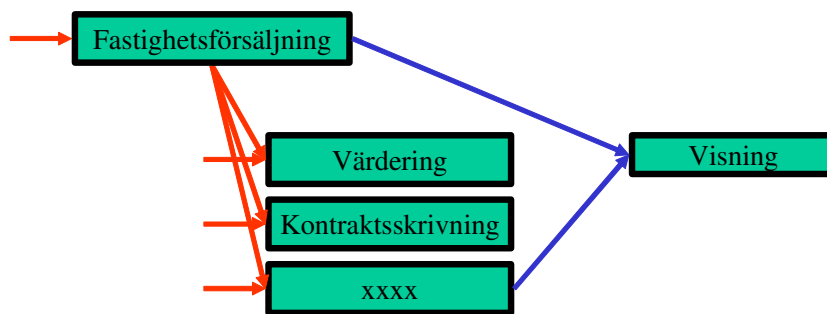 Fastighetsförsäljning
Värdering
Visning
Kontraktsskrivning
xxxx